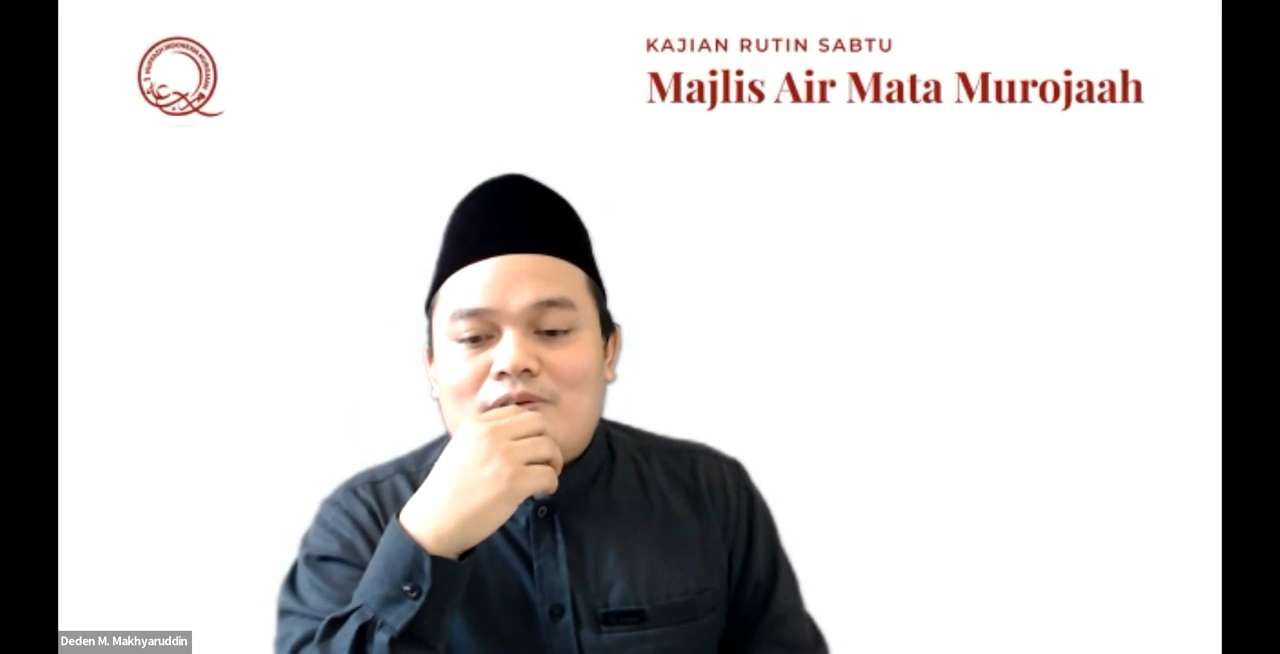 KAJIAN RUTIN SABTU
Majlis Air Mata Murojaah
Deden M. Makhyaruddin